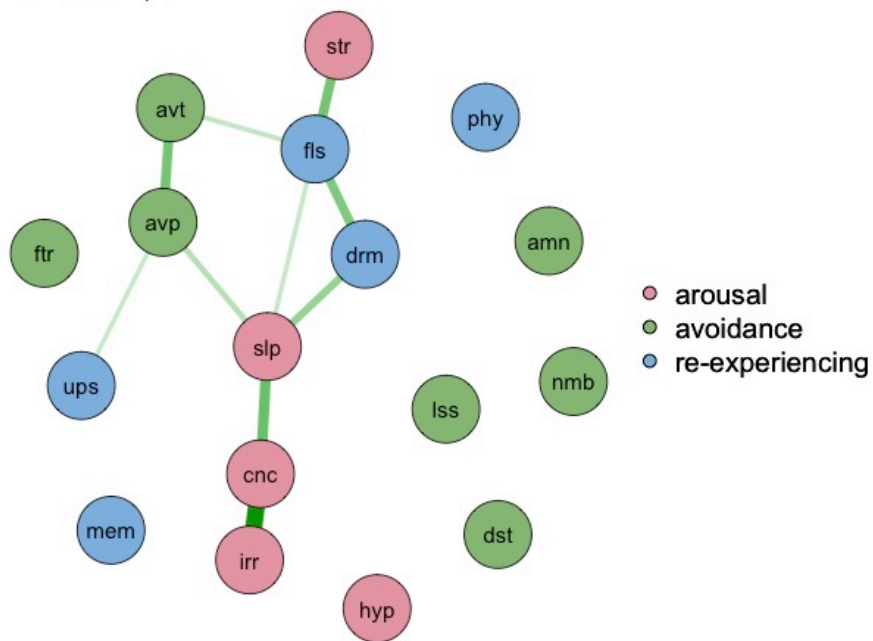 str
avt
phy
fls
avp
amn
ftr
drm
arousal
avoidance
re-experiencing
slp
ups
nmb
lss
cnc
mem
dst
irr
hyp